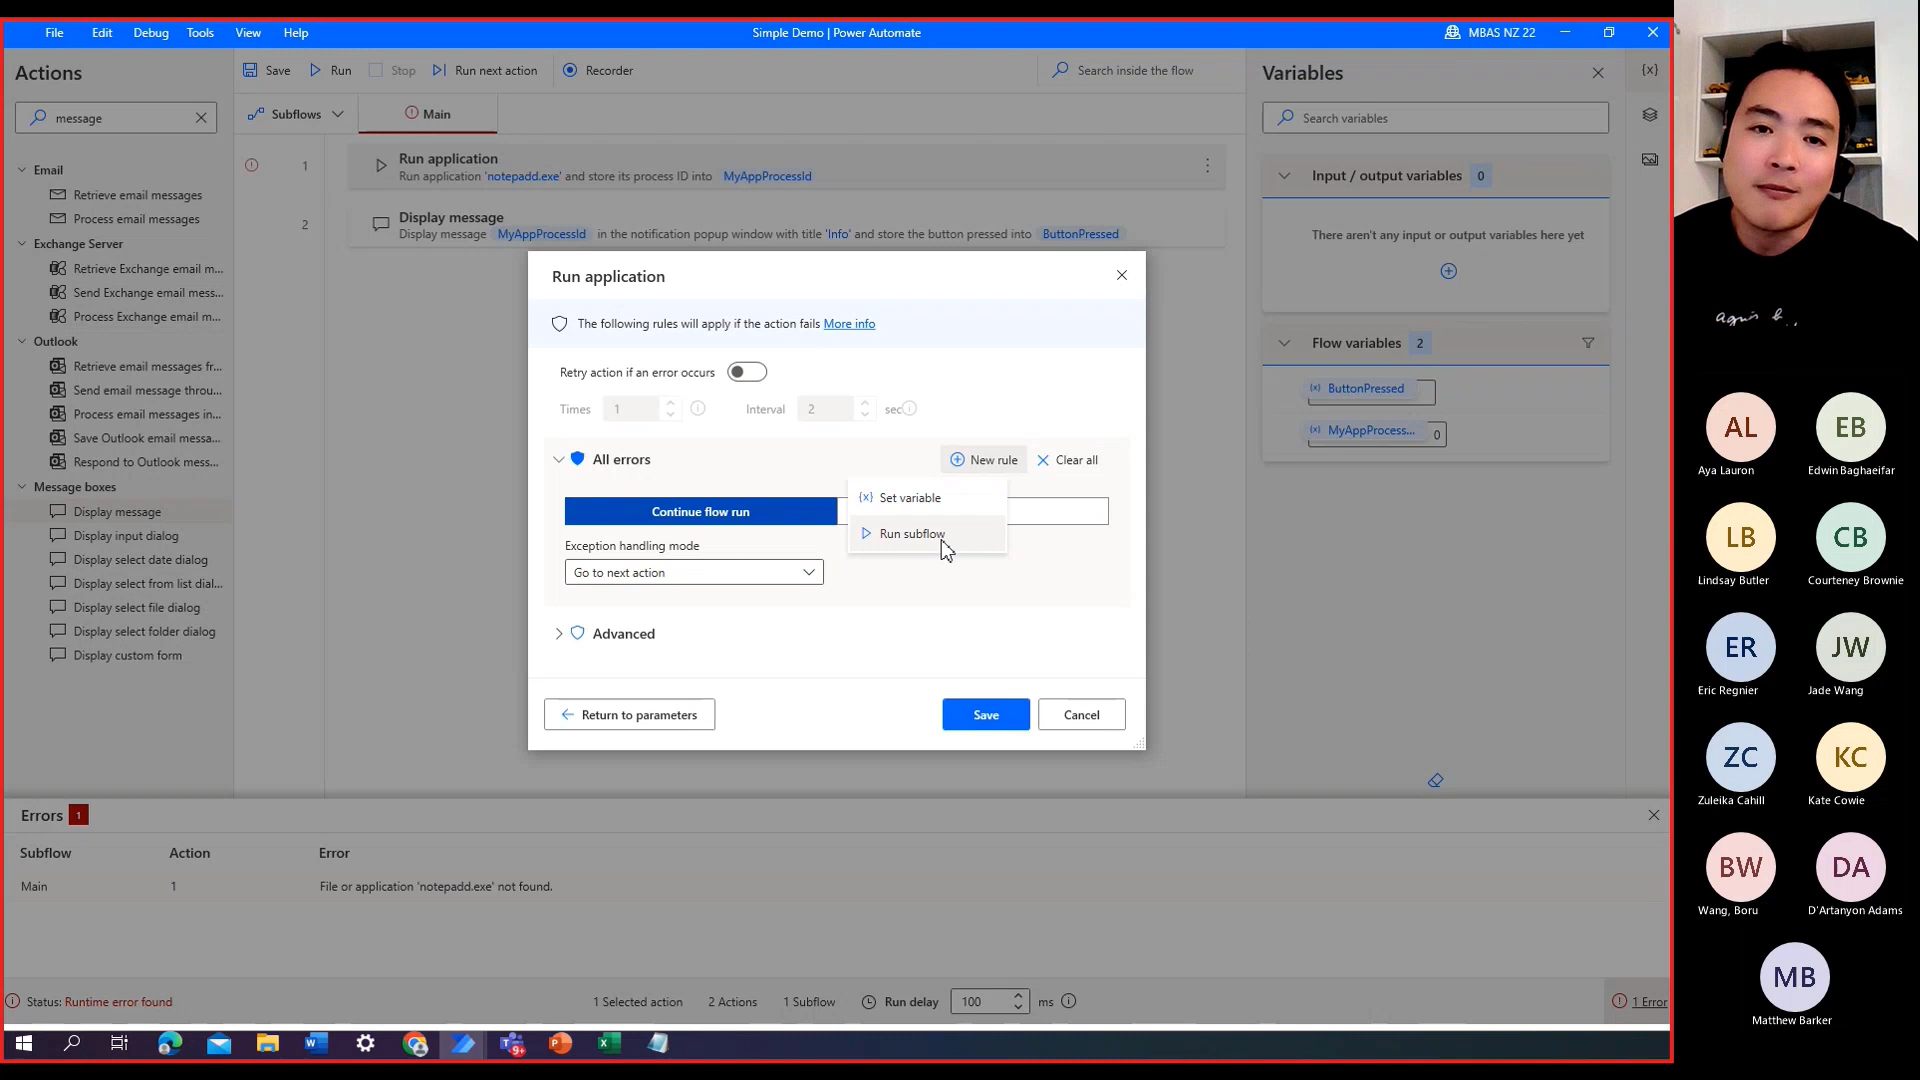 File Edit Debug Tools View Help
Simple Demo | Power Automate
MBAS NZ 22
Actions
message
Email
Retrieve email messages
Process email messages
Exchange Server
Retrieve Exchange email m...
Send Exchange email mess...
Process Exchange email m...
Outlook
Retrieve email messages fr...
Send email message throu...
Process email messages in...
Save Outlook email messa...
Respond to Outlook mess...
Message boxes
Display message
Display input dialog
Display select date dialog
Display select from list dial...
Display select file dialog
Display select folder dialog
Display custom form
Save Run Stop Run next action Recorder
Search inside the flow
Subflows Main
1 Run application
Run application 'notepadd.exe' and store its process ID into MyAppProcessId
2 Display message
Display message MyAppProcessId in the notification popup window with title 'Info' and store the button pressed into ButtonPressed
Run application
The following rules will apply if the action fails More info
Retry action if an error occurs
Times 1 Interval 2 sec
All errors New rule Clear all
Set variable
Run subflow
Continue flow run
Exception handling mode
Go to next action
Advanced
Return to parameters Save Cancel
Variables {x}
Search variables
Input / output variables 0
There aren't any input or output variables here yet
Flow variables 2
{x} ButtonPressed
{x} MyAppProcess... 0
Errors 1
Subflow Action Error
Main 1 File or application 'notepadd.exe' not found.
Status: Runtime error found
1 Selected action 2 Actions 1 Subflow Run delay 100 ms
1 Error
agnis b.
AL EB
Aya Lauron Edwin Baghaeifar
LB CB
Lindsay Butler Courteney Brownie
ER JW
Eric Regnier Jade Wang
ZC KC
Zuleika Cahill Kate Cowie
BW DA
Wang, Boru D'Artanyon Adams
MB
Matthew Barker